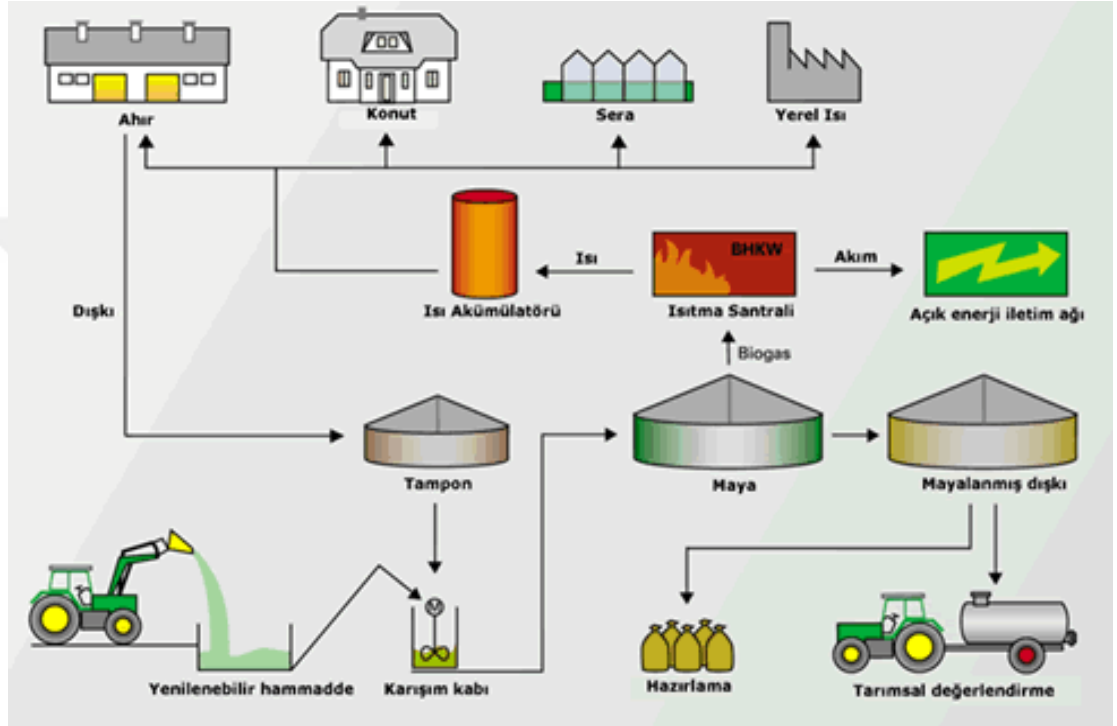 Ahır
Konut
Sera
Yerel Isı
BHKW
Isı
Akım
Dışkı
Isı Akümülatörü
Isıtma Santrali
Açık enerji iletim ağı
Biogas
Tampon
Maya
Mayalanmış dışkı
M
Yenilenebilir hammadde
Karışım kabı
Hazırlama
Tarımsal değerlendirme